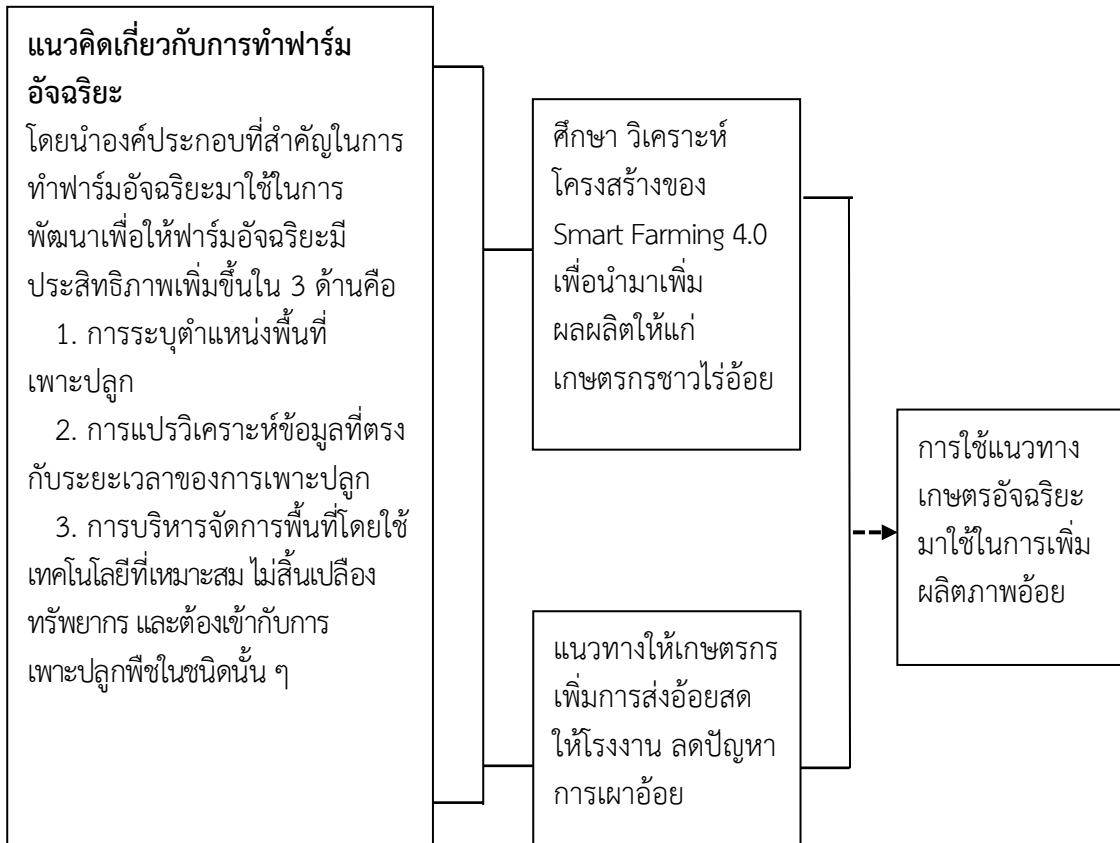 แนวคิดเกี่ยวกับการทำฟาร์ม
อัจฉริยะ
โดยนำองค์ประกอบที่สำคัญในการ
ทำฟาร์มอัจฉริยะมาใช้ในการ
พัฒนาเพื่อให้ฟาร์มอัจฉริยะมี
ประสิทธิภาพเพิ่มขึ้นใน 3 ด้านคือ
1. การระบุตำแหน่งพื้นที่
เพาะปลูก
2. การแปรวิเคราะห์ข้อมูลที่ตรง
กับระยะเวลาของการเพาะปลูก
3. การบริหารจัดการพื้นที่โดยใช้
เทคโนโลยีที่เหมาะสม ไม่สิ้นเปลือง
ทรัพยากร และต้องเข้ากับการ
เพาะปลูกพืชในชนิดนั้น ๆ
ศึกษา วิเคราะห์
โครงสร้างของ
Smart Farming 4.0
เพื่อนำมาเพิ่ม
ผลผลิตให้แก่
เกษตรกรชาวไร่อ้อย
แนวทางให้เกษตรกร
เพิ่มการส่งอ้อยสด
ให้โรงงาน ลดปัญหา
การเผาอ้อย
การใช้แนวทาง
เกษตรอัจฉริยะ
มาใช้ในการเพิ่ม
ผลิตภาพอ้อย